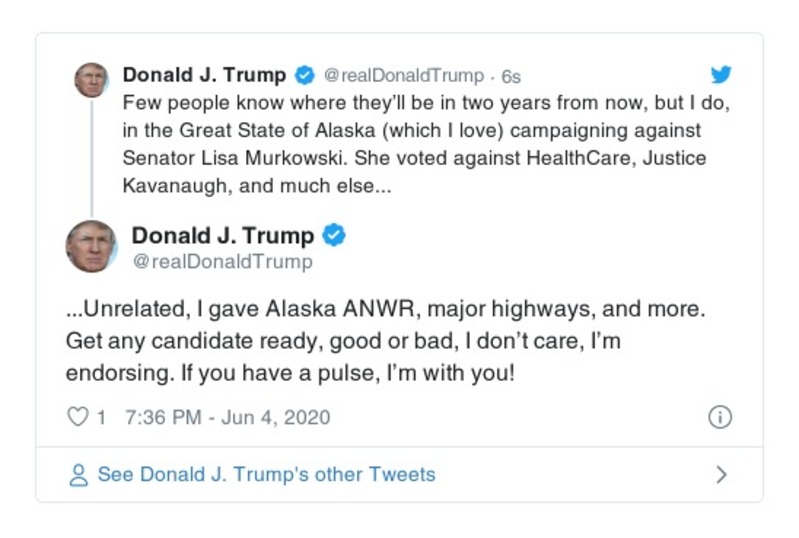 Donald J. Trump @realDonaldTrump · 6s
Few people know where they'll be in two years from now, but I do,
in the Great State of Alaska (which I love) campaigning against
Senator Lisa Murkowski. She voted against HealthCare, Justice
Kavanaugh, and much else...
Donald J. Trump
@realDonaldTrump
...Unrelated, I gave Alaska ANWR, major highways, and more.
Get any candidate ready, good or bad, I don't care, I'm
endorsing. If you have a pulse, I'm with you!
1 7:36 PM - Jun 4, 2020
See Donald J. Trump's other Tweets